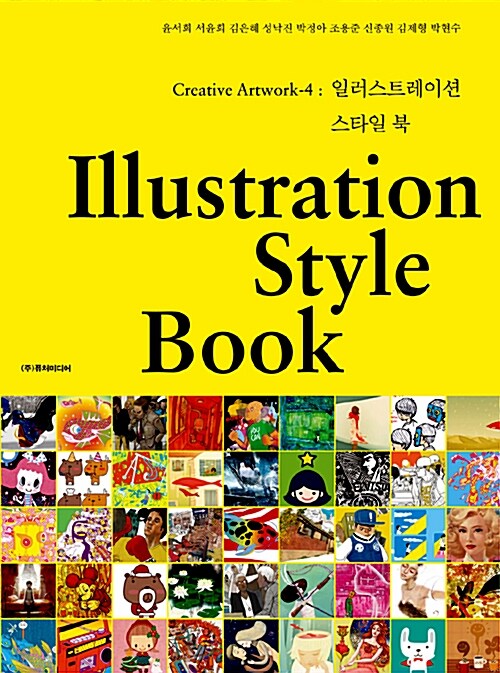 윤서희 서윤희 김은혜 성낙진 박정아 조용준 신종원 김제형 박현수
Creative Artwork-4 : 일러스트레이션
스타일 북
Illustration
Style
Book
(주)퓨처미디어